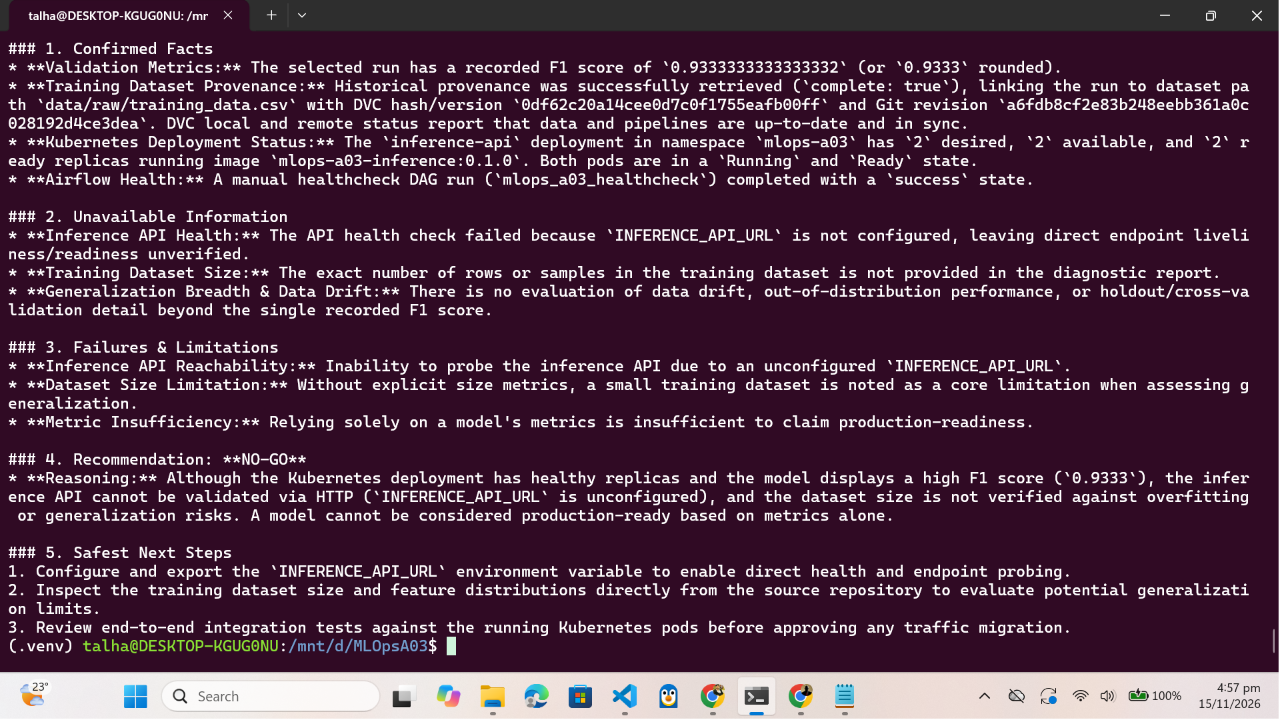 talha@DESKTOP-KGUG0NU: /mr
### 1. Confirmed Facts
* **Validation Metrics:** The selected run has a recorded F1 score of `0.9333333333333332` (or `0.9333` rounded).
* **Training Dataset Provenance:** Historical provenance was successfully retrieved (`complete: true`), linking the run to dataset pa
th `data/raw/training_data.csv` with DVC hash/version `0df62c20a14cee0d7c0f1755eafb00ff` and Git revision `a6fdb8cf2e83b248eebb361a0c
028192d4ce3dea`. DVC local and remote status report that data and pipelines are up-to-date and in sync.
* **Kubernetes Deployment Status:** The `inference-api` deployment in namespace `mlops-a03` has `2` desired, `2` available, and `2` r
eady replicas running image `mlops-a03-inference:0.1.0`. Both pods are in a `Running` and `Ready` state.
* **Airflow Health:** A manual healthcheck DAG run (`mlops_a03_healthcheck`) completed with a `success` state.
### 2. Unavailable Information
* **Inference API Health:** The API health check failed because `INFERENCE_API_URL` is not configured, leaving direct endpoint liveli
ness/readiness unverified.
* **Training Dataset Size:** The exact number of rows or samples in the training dataset is not provided in the diagnostic report.
* **Generalization Breadth & Data Drift:** There is no evaluation of data drift, out-of-distribution performance, or holdout/cross-va
lidation detail beyond the single recorded F1 score.
### 3. Failures & Limitations
* **Inference API Reachability:** Inability to probe the inference API due to an unconfigured `INFERENCE_API_URL`.
* **Dataset Size Limitation:** Without explicit size metrics, a small training dataset is noted as a core limitation when assessing g
eneralization.
* **Metric Insufficiency:** Relying solely on a model's metrics is insufficient to claim production-readiness.
### 4. Recommendation: **NO-GO**
* **Reasoning:** Although the Kubernetes deployment has healthy replicas and the model displays a high F1 score (`0.9333`), the infer
ence API cannot be validated via HTTP (`INFERENCE_API_URL` is unconfigured), and the dataset size is not verified against overfitting
 or generalization risks. A model cannot be considered production-ready based on metrics alone.
### 5. Safest Next Steps
1. Configure and export the `INFERENCE_API_URL` environment variable to enable direct health and endpoint probing.
2. Inspect the training dataset size and feature distributions directly from the source repository to evaluate potential generalizati
on limits.
3. Review end-to-end integration tests against the running Kubernetes pods before approving any traffic migration.
(.venv) talha@DESKTOP-KGUG0NU:/mnt/d/MLOpsA03$
23°
Search
100%
4:57 pm
15/11/2026